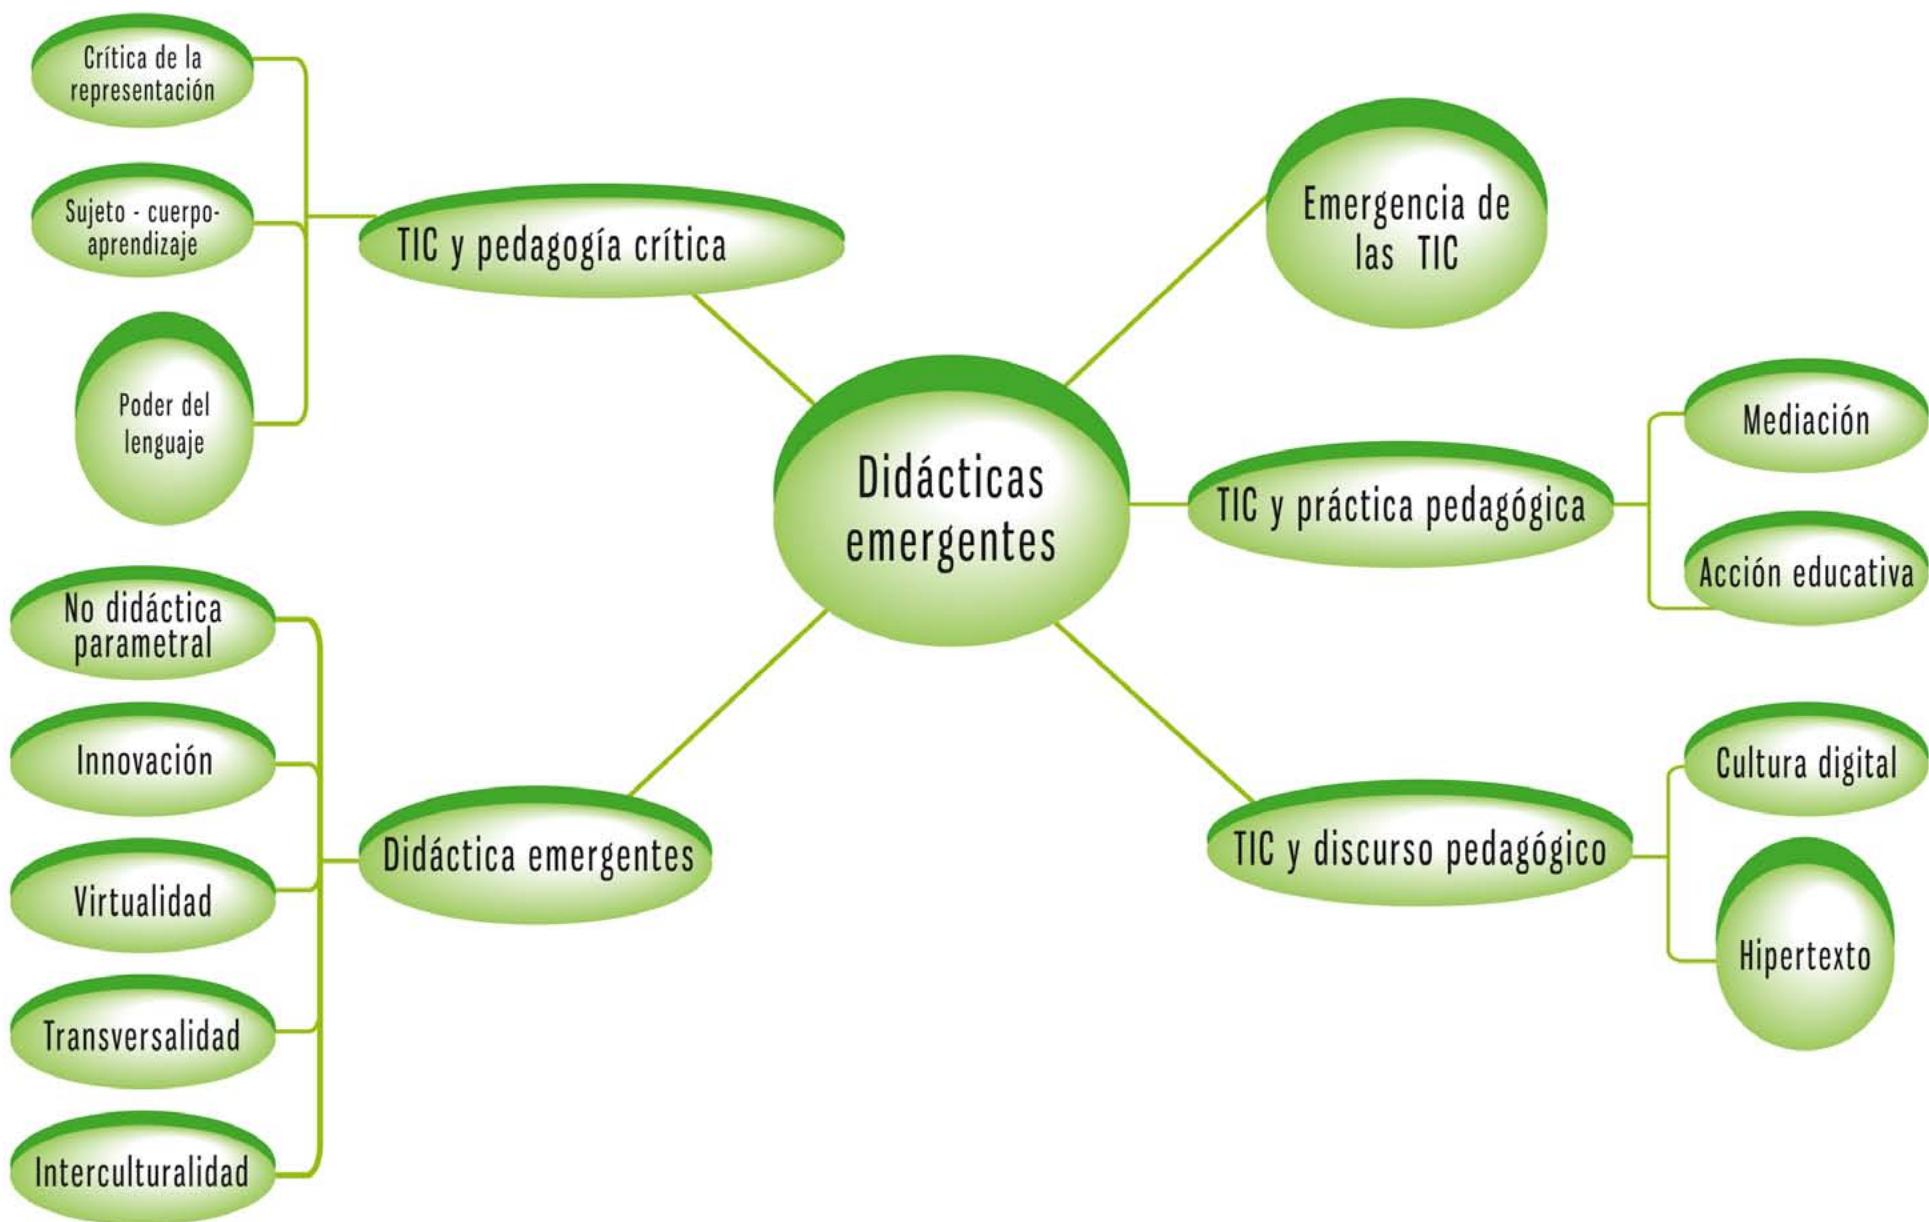 Crítica de la
representación
Sujeto - cuerpo-
aprendizaje
Poder del
lenguaje
TIC y pedagogía crítica
Emergencia de
las TIC
Didácticas
emergentes
TIC y práctica pedagógica
Mediación
Acción educativa
No didáctica
parametral
Innovación
Virtualidad
Transversalidad
Interculturalidad
Didáctica emergentes
TIC y discurso pedagógico
Cultura digital
Hipertexto